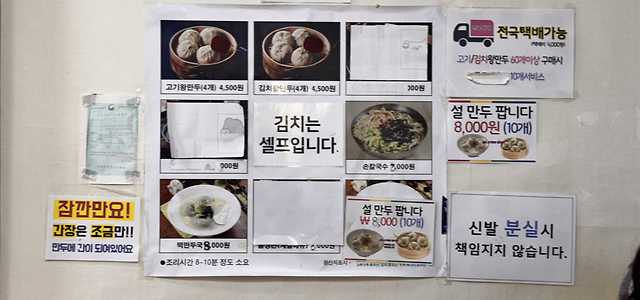 고기왕만두(4개) 4,500원
김치왕만두(4개) 4,500원
00원
000원
김치는
셀프입니다.
손칼국수
,000원
떡만두국 8,000원
,000원
설 만두 팝니다
₩ 8,000 (10개)
●조리시간 8-10분 정도 소요
원산지표시
전국택배가능
고기/김치왕만두 60개이상 구매시
10개서비스
설 만두 팝니다
8,000원 (10개)
잠깐만요!
간장은 조금만!!
만두에 간이 되어있어요
신발 분실시
책임지지 않습니다.